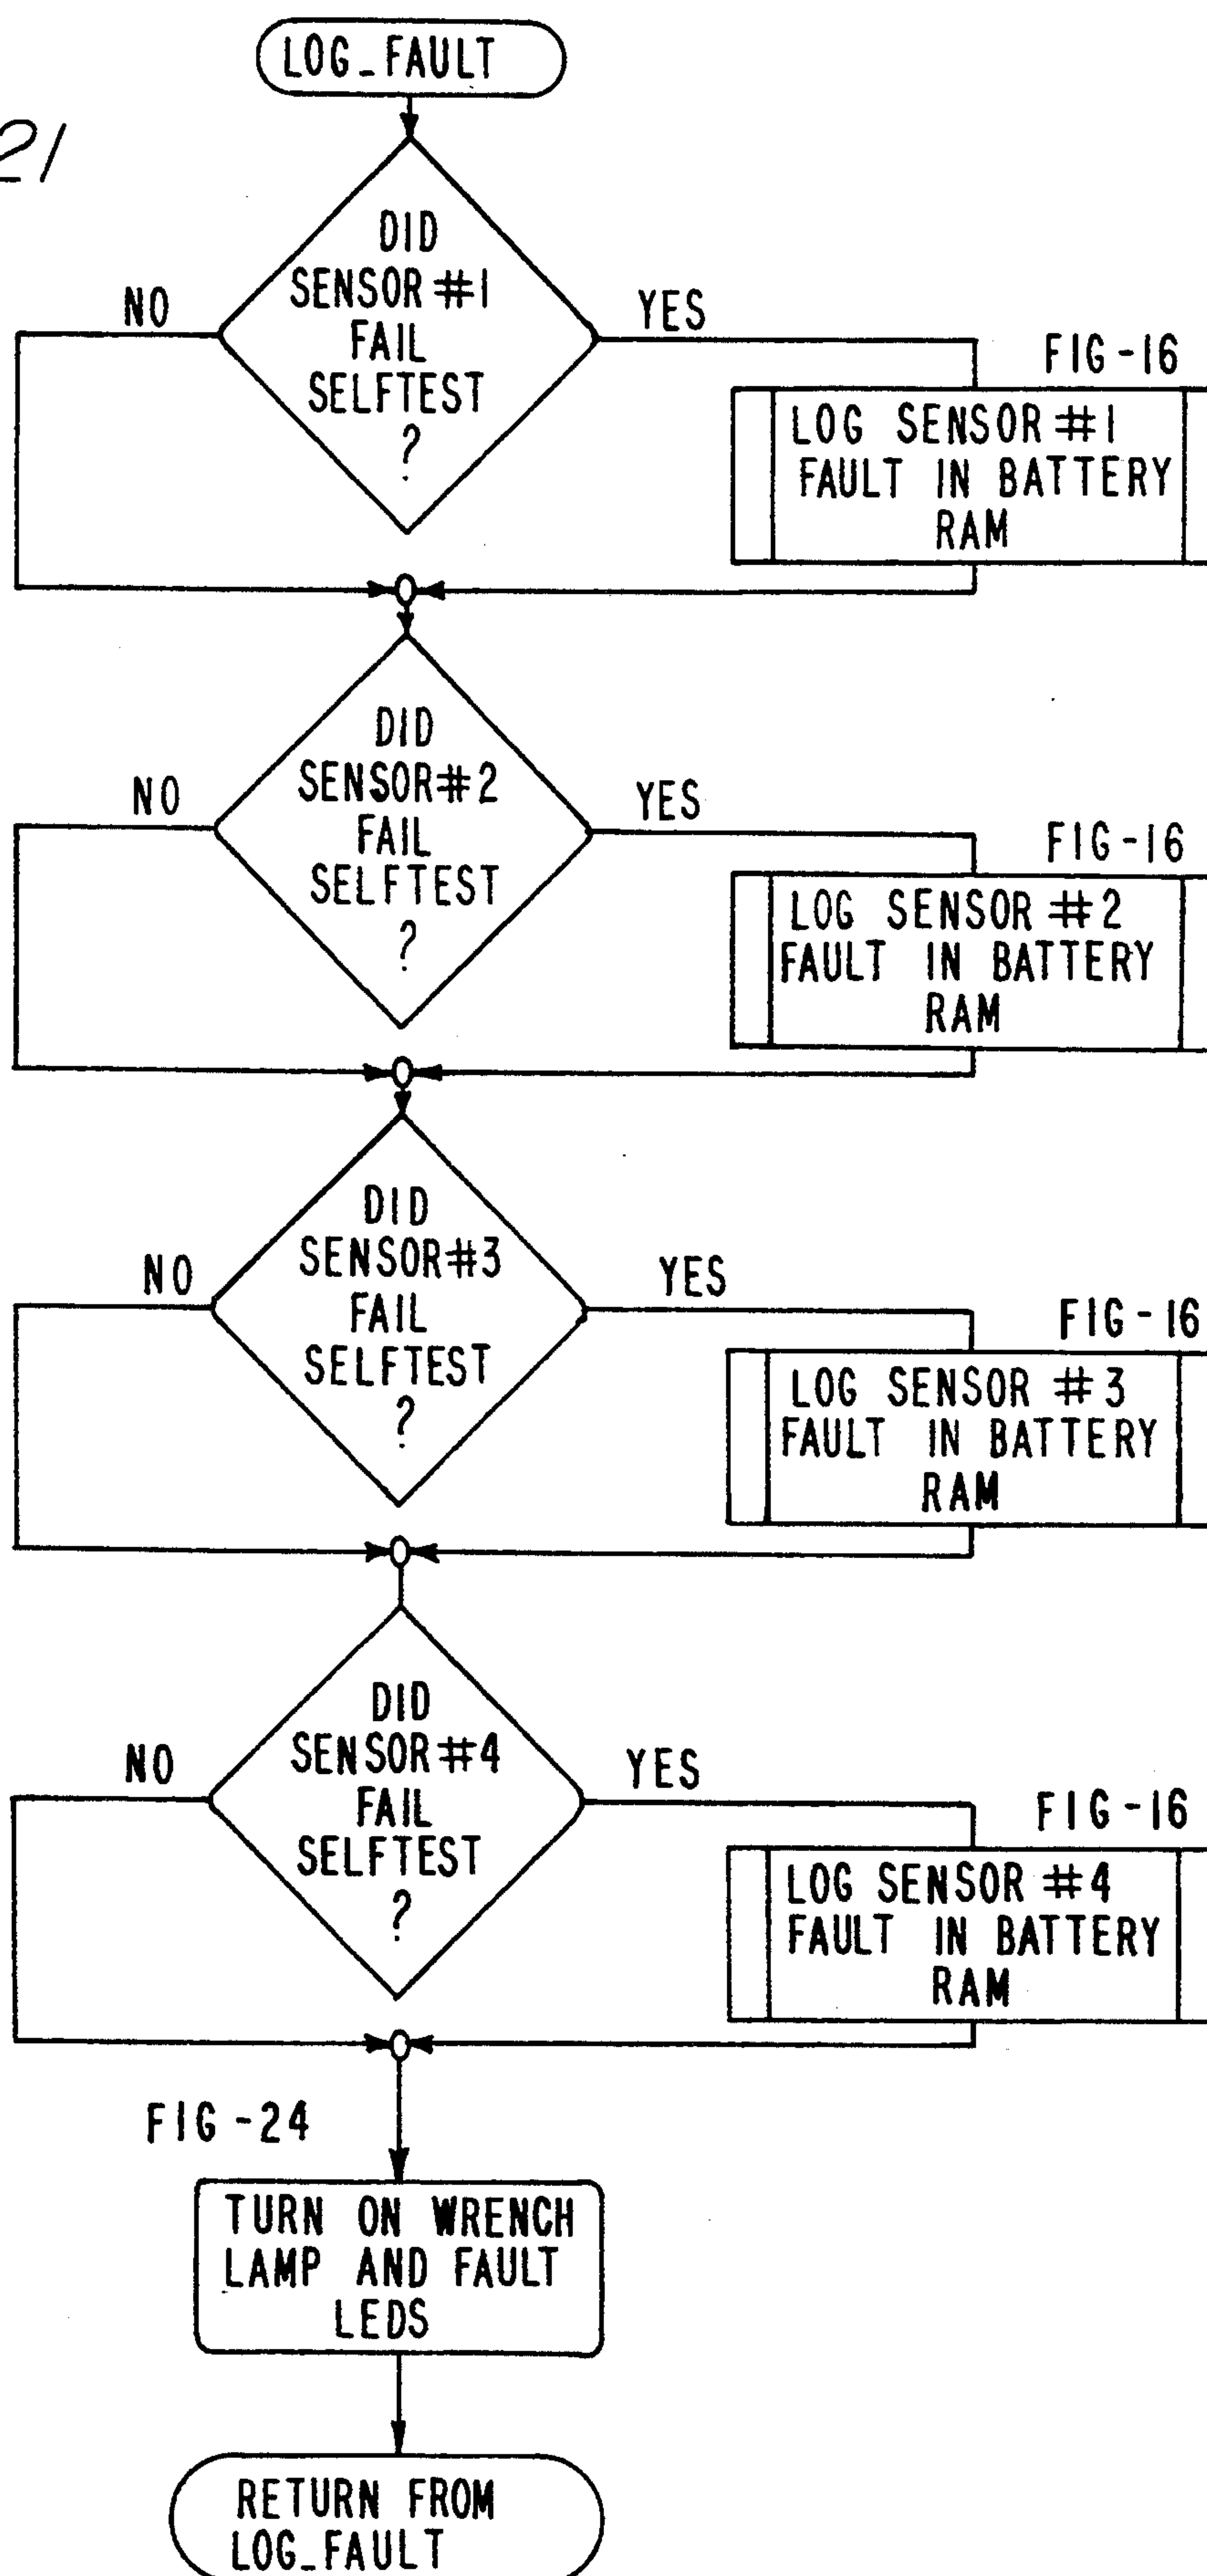 LOG_FAULT
21
DID
SENSOR #1
FAIL
SELFTEST
?
NO
YES
FIG-16
LOG SENSOR #1
FAULT IN BATTERY
RAM
DID
SENSOR #2
FAIL
SELFTEST
?
NO
YES
FIG-16
LOG SENSOR #2
FAULT IN BATTERY
RAM
DID
SENSOR #3
FAIL
SELFTEST
?
NO
YES
FIG-16
LOG SENSOR #3
FAULT IN BATTERY
RAM
DID
SENSOR #4
FAIL
SELFTEST
?
NO
YES
FIG-16
LOG SENSOR #4
FAULT IN BATTERY
RAM
FIG-24
TURN ON WRENCH
LAMP AND FAULT
LEDS
RETURN FROM
LOG_FAULT